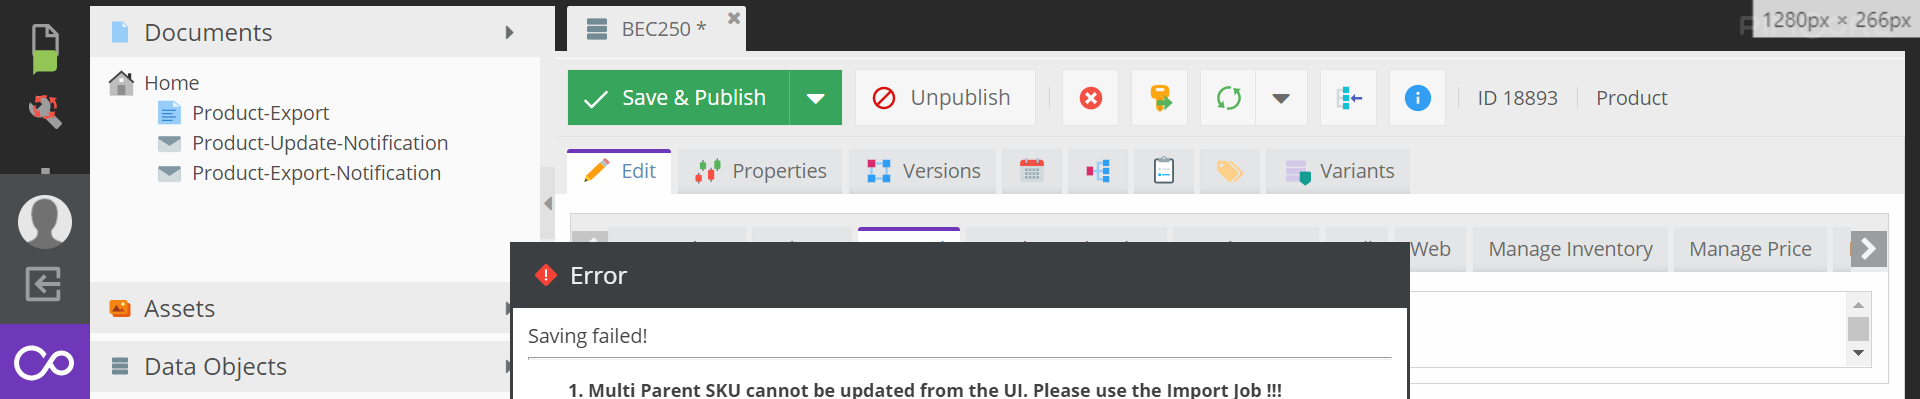 Documents
Home
Product-Export
Product-Update-Notification
Product-Export-Notification
Assets
Data Objects
BEC250 *
1280px × 266px
Save & Publish
Unpublish
ID 18893
Product
Edit
Properties
Versions
Variants
Web
Manage Inventory
Manage Price
Error
Saving failed!
1. Multi Parent SKU cannot be updated from the UI. Please use the Import Job !!!